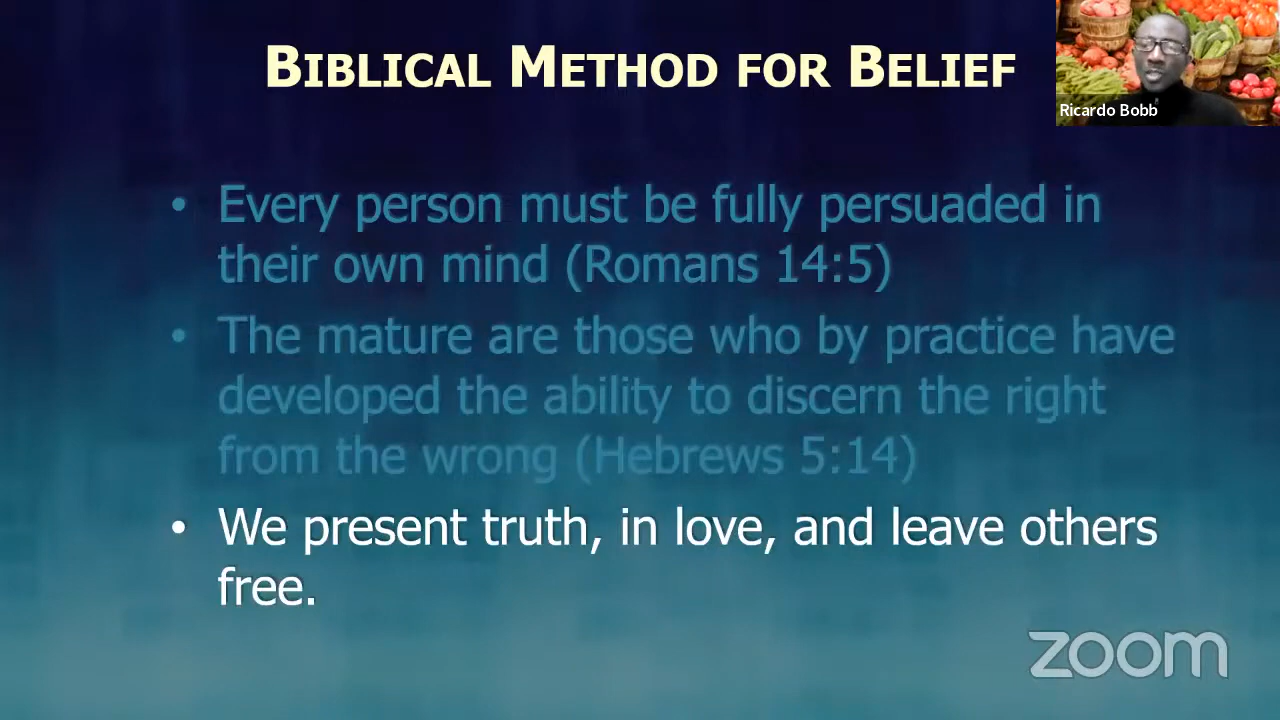 BIBLICAL METHOD FOR BELIEF
Ricardo Bobb
• Every person must be fully persuaded in
their own mind (Romans 14:5)
• The mature are those who by practice have
developed the ability to discern the right
from the wrong (Hebrews 5:14)
• We present truth, in love, and leave others
free.
zoom